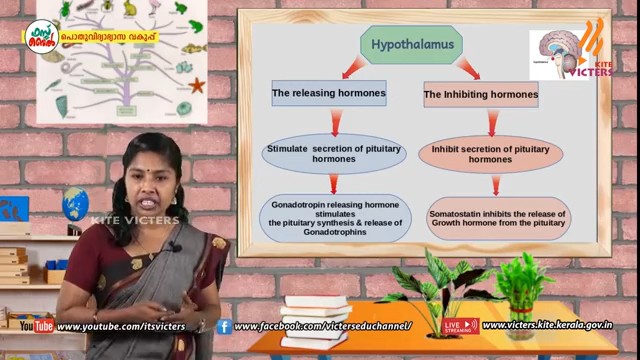 ഫസ്റ്റ്
ബെൽ
പൊതുവിദ്യാഭ്യാസ വകുപ്പ്
Hypothalamus
KITE
VICTERS
The releasing hormones
The Inhibiting hormones
Stimulate secretion of pituitary
hormones
Inhibit secretion of pituitary
hormones
Gonadotropin releasing hormone
stimulates
the pituitary synthesis & release of
Gonadotrophins
Somatostatin inhibits the release of
Growth hormone from the pituitary
KITE VICTERS
YouTube www.youtube.com/itsvicters
www.facebook.com/victerseduchannel/
LIVE
STREAMING
www.victers.kite.kerala.gov.in